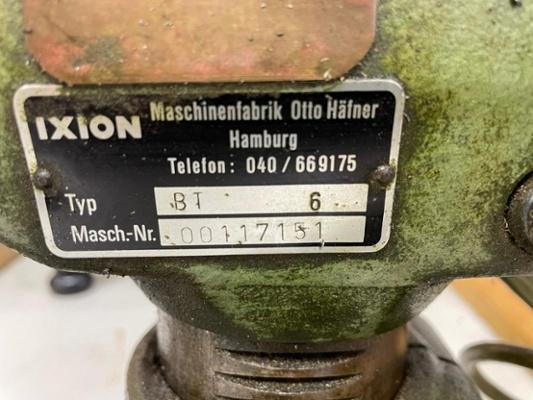 IXION
Maschinenfabrik Otto Häfner
Hamburg
Telefon: 040/669175
Typ BT 6
Masch.-Nr. 00117151